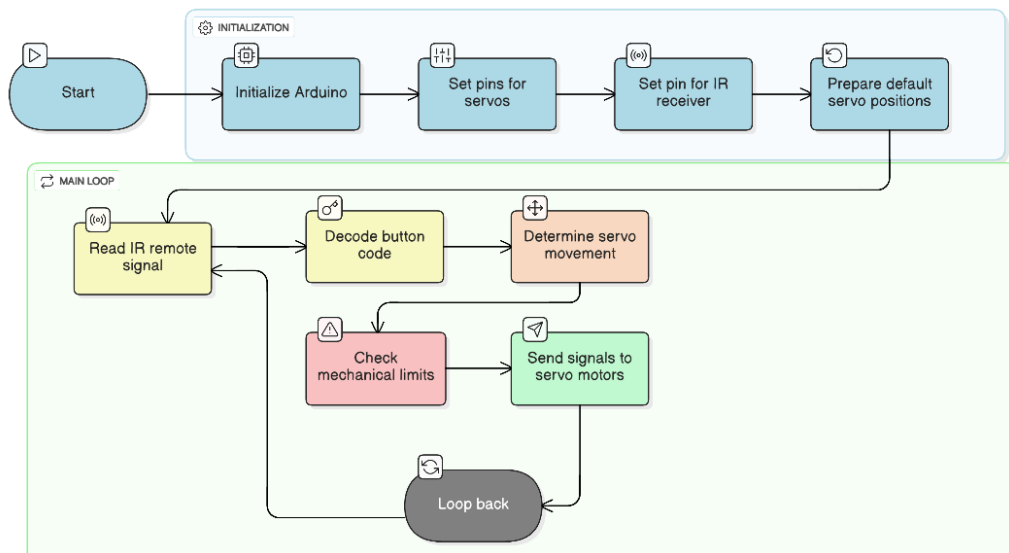 INITIALIZATION
Start
Initialize Arduino
Set pins for
servos
Set pin for IR
receiver
Prepare default
servo positions
MAIN LOOP
Read IR remote
signal
Decode button
code
Determine servo
movement
Check
mechanical limits
Send signals to
servo motors
Loop back